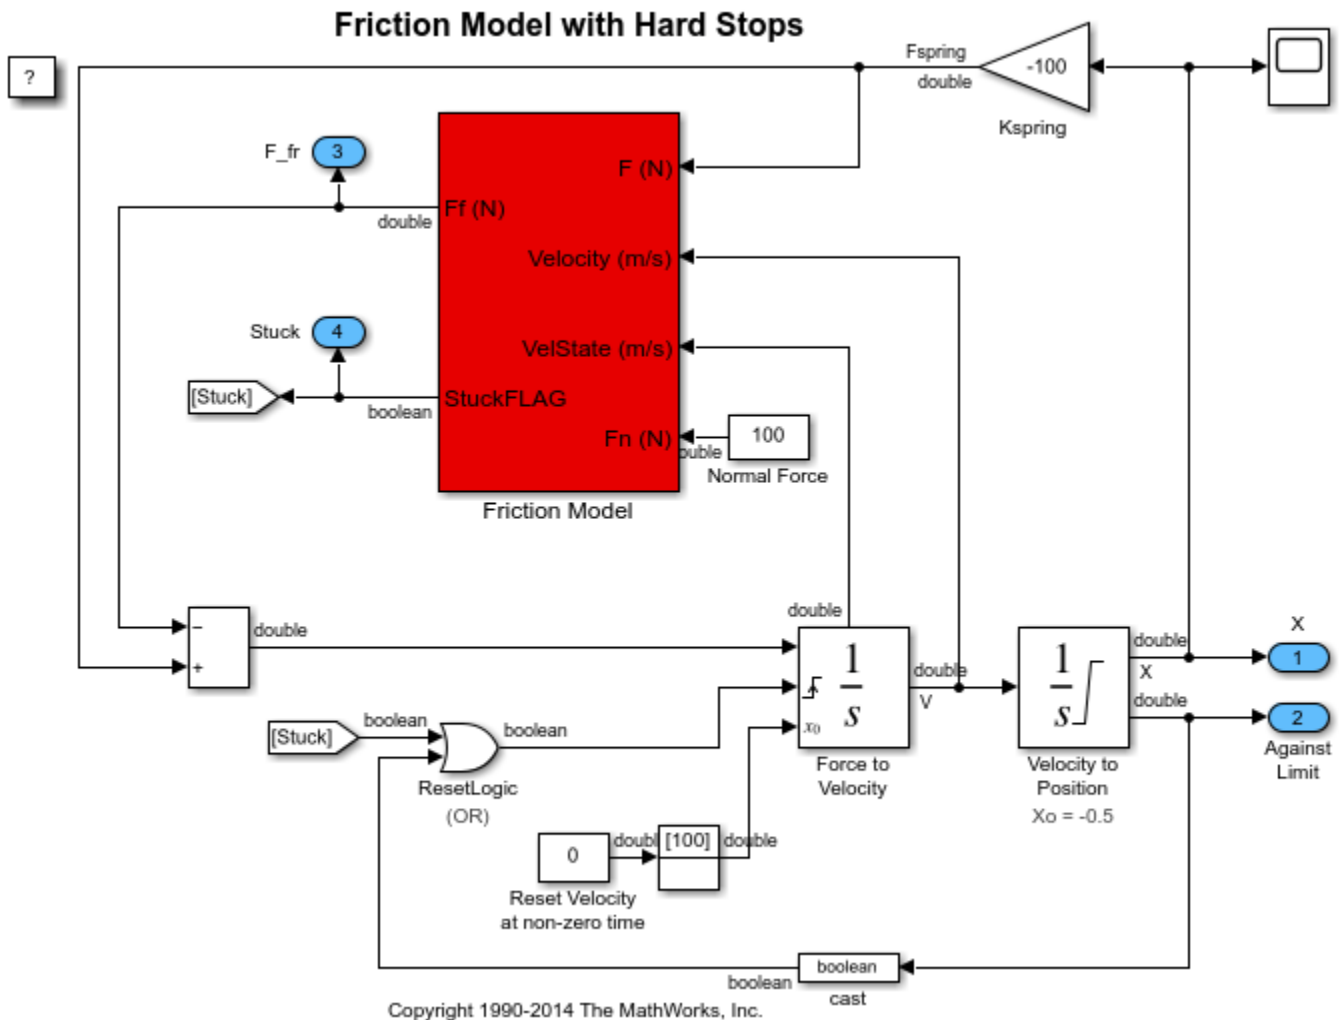 Friction Model with Hard Stops
?
Fspring
double
-100
Kspring
F_fr
3
F (N)
Ff (N)
double
Velocity (m/s)
Stuck
4
VelState (m/s)
[Stuck]
boolean
StuckFLAG
Fn (N)
ouble
100
Normal Force
Friction Model
double
−
+
double
1
s
x0
double
V
Force to
Velocity
1
s
double
X
double
Velocity to
Position
Xo = -0.5
X
1
2
Against
Limit
[Stuck]
boolean
boolean
ResetLogic
(OR)
0
doubl
[100]
double
Reset Velocity
at non-zero time
boolean
boolean
cast
Copyright 1990-2014 The MathWorks, Inc.